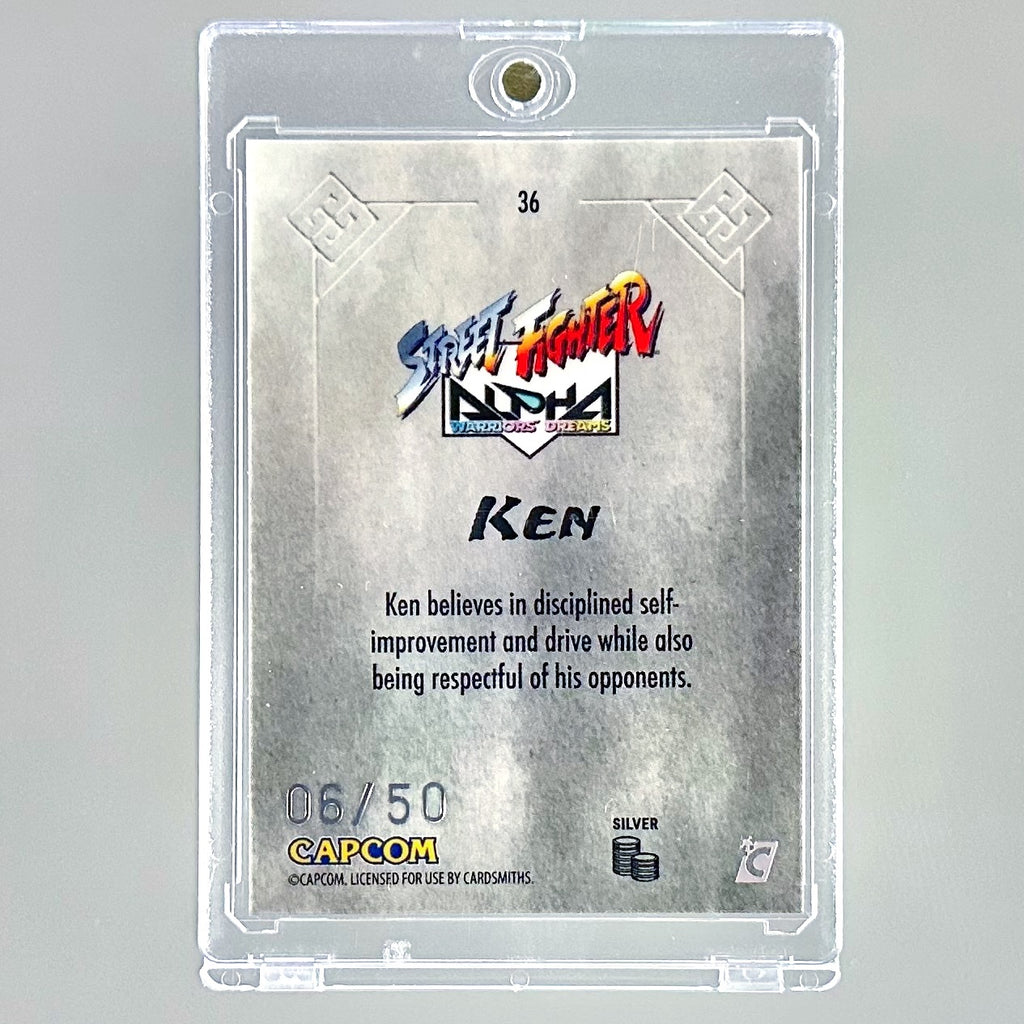 36
STREET FIGHTER
ALPHA
WARRIORS' DREAMS
KEN
Ken believes in disciplined self-
improvement and drive while also
being respectful of his opponents.
06/50
SILVER
CAPCOM
©CAPCOM. LICENSED FOR USE BY CARDSMITHS.
C